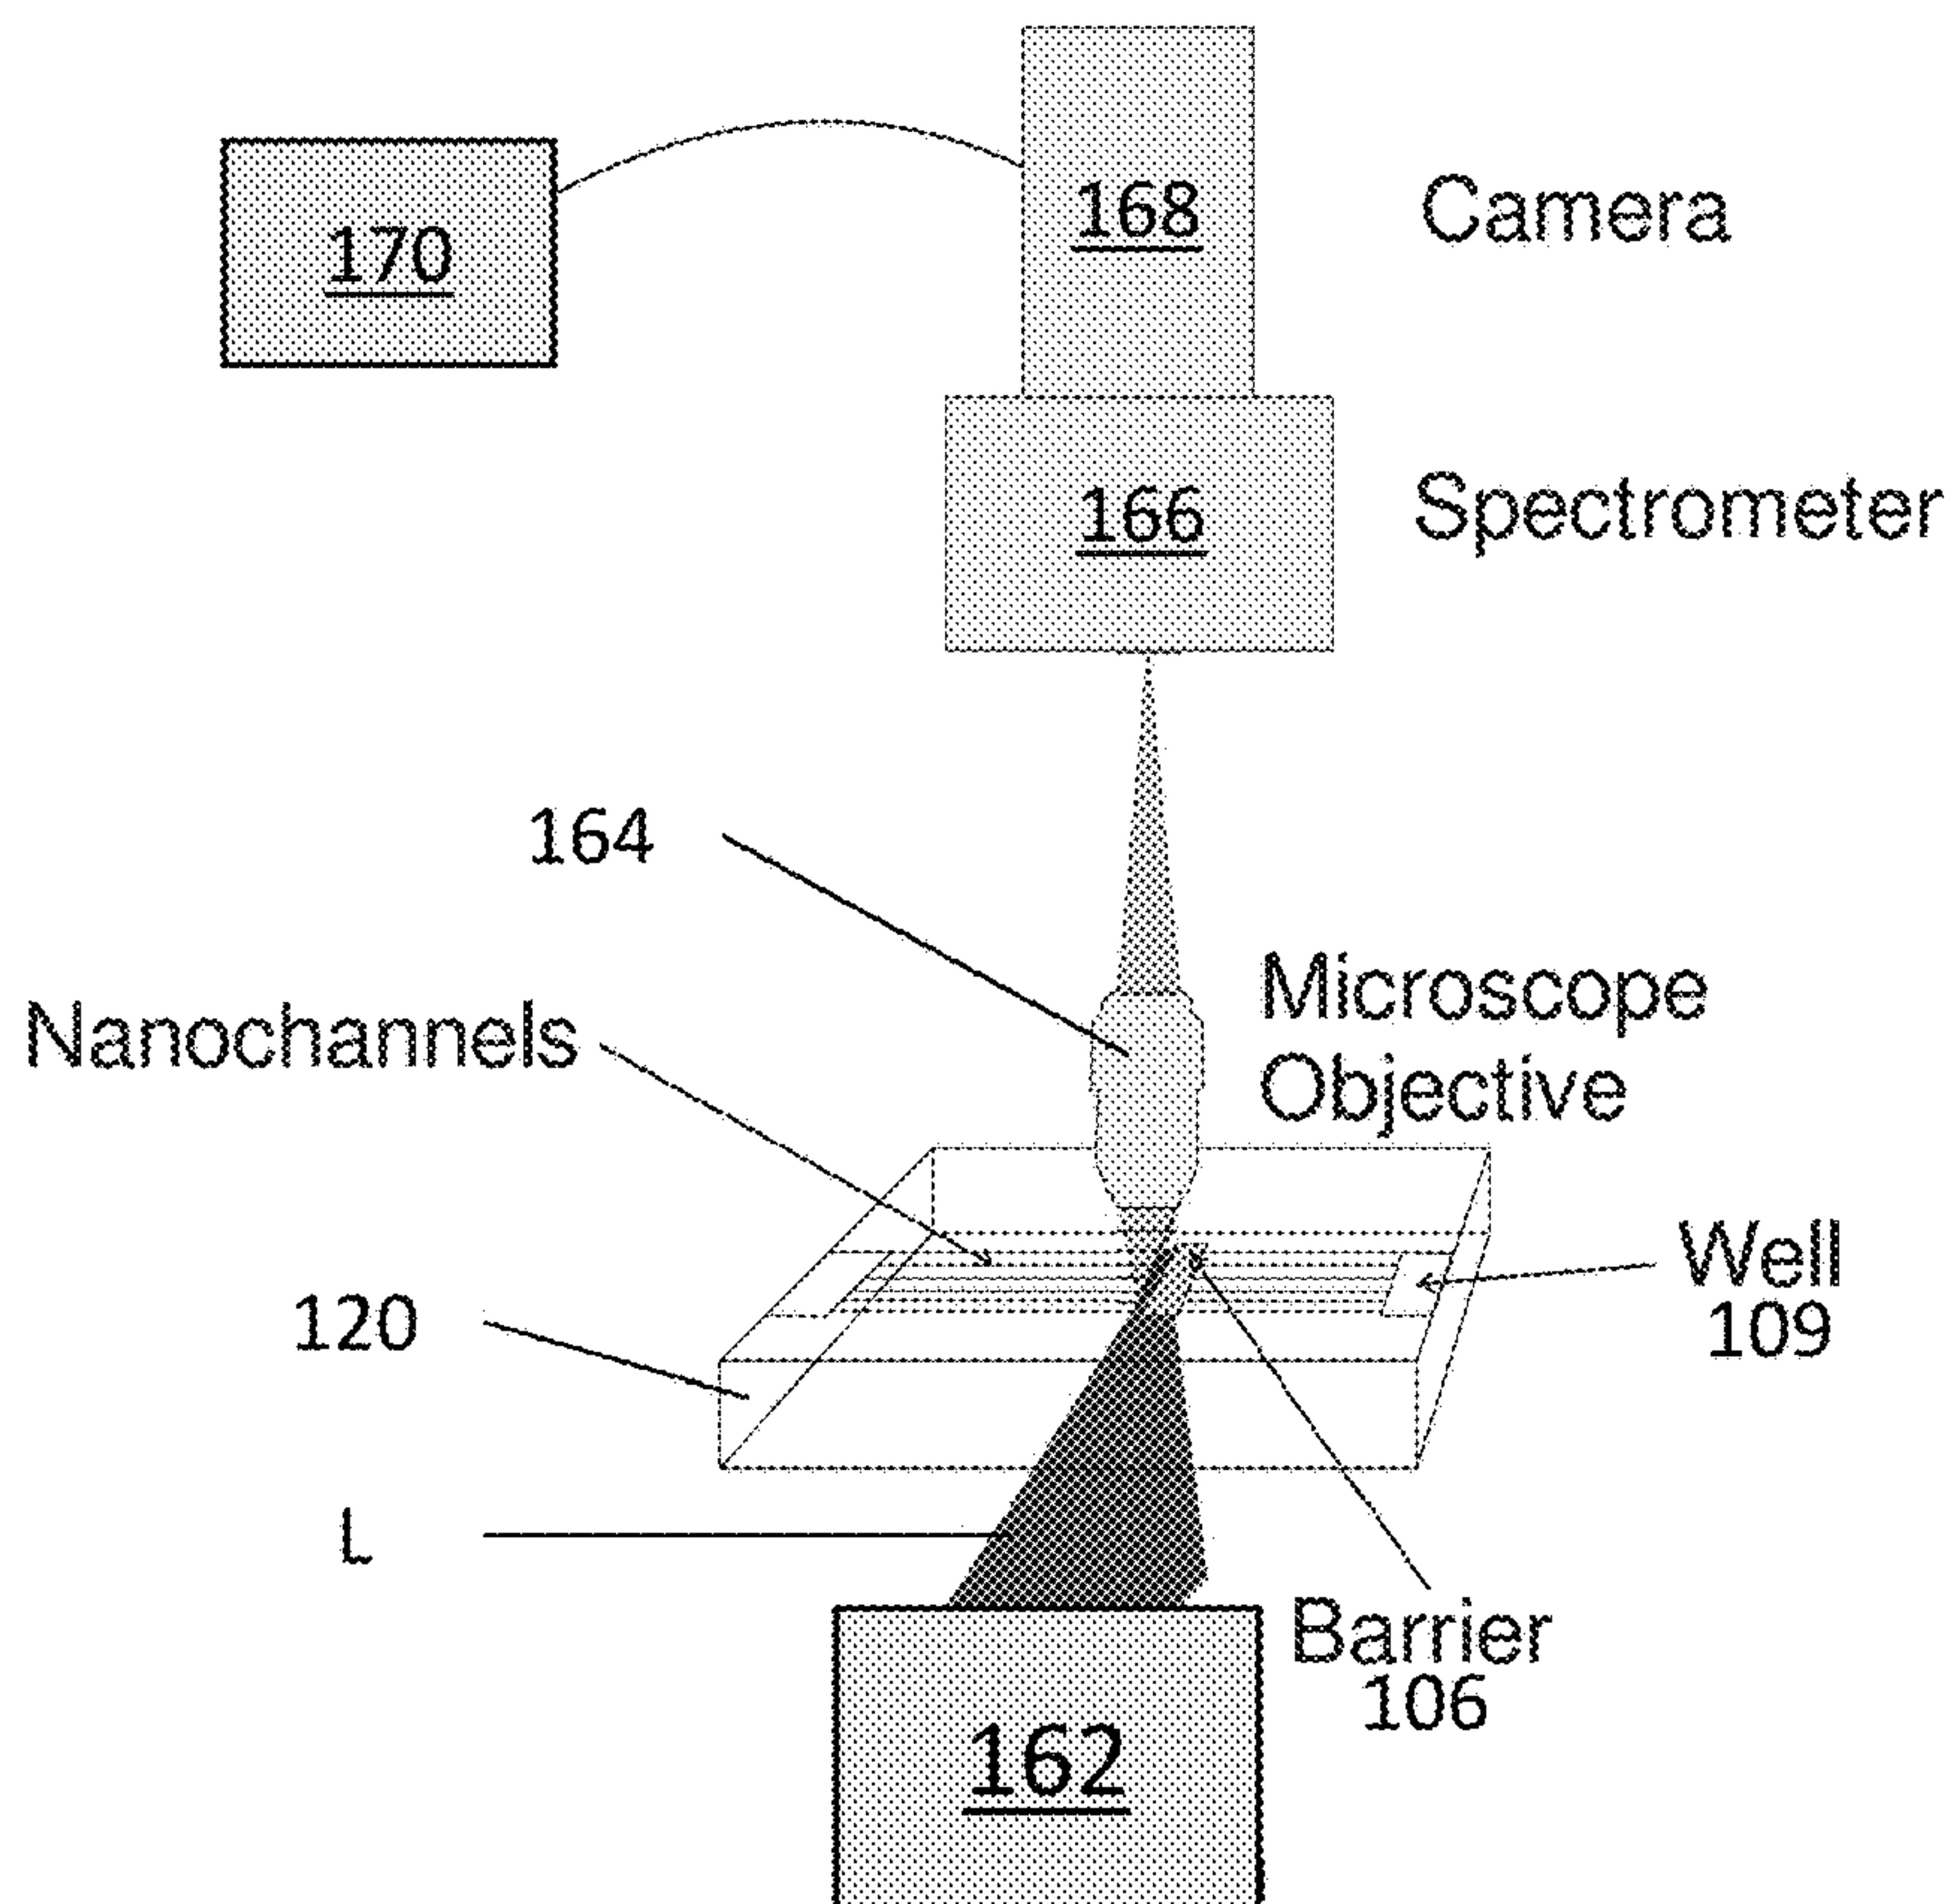 168
Camera
170
166
Spectrometer
164
Microscope
Objective
Nanochannels
Well
109
120
L
Barrier
106
162